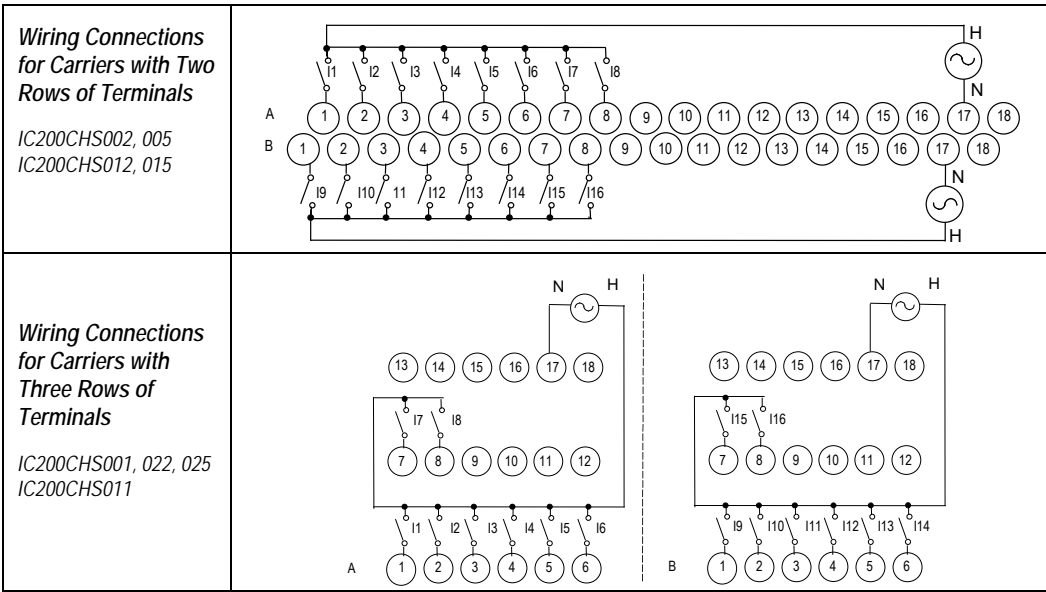 Wiring Connections
for Carriers with Two
Rows of Terminals
IC200CHS002, 005
IC200CHS012, 015
H
I1 I2 I3 I4 I5 I6 I7 I8
N
A 1 2 3 4 5 6 7 8 9 10 11 12 13 14 15 16 17 18
B 1 2 3 4 5 6 7 8 9 10 11 12 13 14 15 16 17 18
N
I9 I10 11 I12 I13 I14 I15 I16
H
Wiring Connections
for Carriers with
Three Rows of
Terminals
IC200CHS001, 022, 025
IC200CHS011
N H
13 14 15 16 17 18
I7 I8
7 8 9 10 11 12
I1 I2 I3 I4 I5 I6
A 1 2 3 4 5 6
N H
13 14 15 16 17 18
I15 I16
7 8 9 10 11 12
I9 I10 I11 I12 I13 I14
B 1 2 3 4 5 6